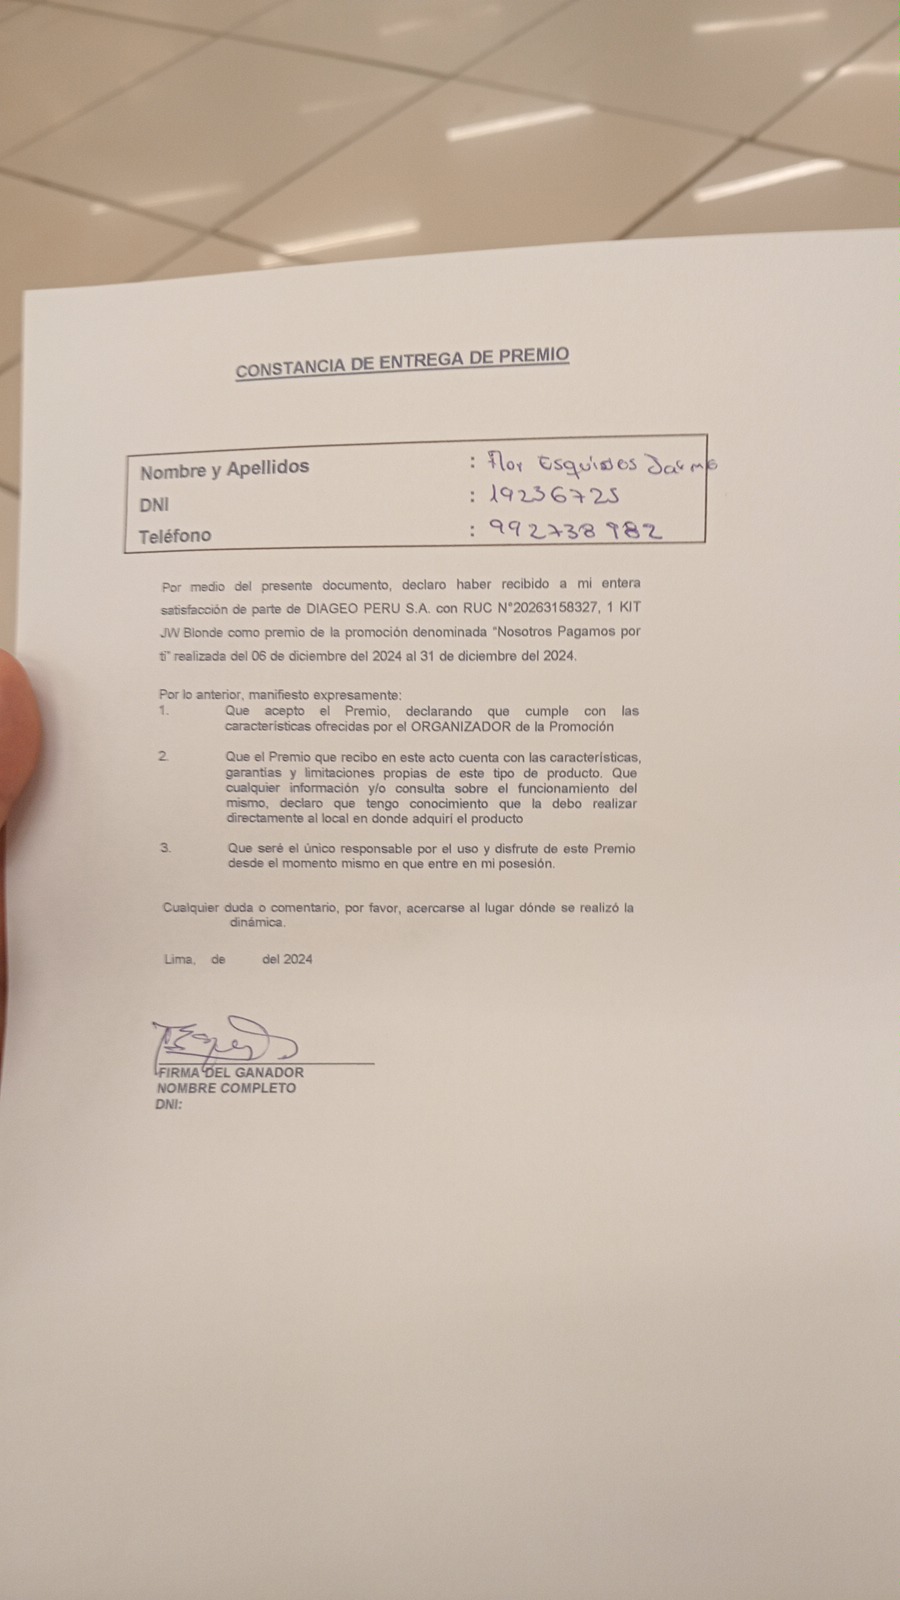 CONSTANCIA DE ENTREGA DE PREMIO
Nombre y Apellidos : Flor Esquives
DNI : 19236725
Teléfono : 992738982
Por medio del presente documento, declaro haber recibido a mi entera
satisfacción de parte de DIAGEO PERU S.A. con RUC N°20263158327, 1 KIT
JW Blonde como premio de la promoción denominada "Nosotros Pagamos por
ti" realizada del 06 de diciembre del 2024 al 31 de diciembre del 2024.
Por lo anterior, manifiesto expresamente:
1. Que acepto el Premio, declarando que cumple con las
características ofrecidas por el ORGANIZADOR de la Promoción
2. Que el Premio que recibo en este acto cuenta con las características,
garantías y limitaciones propias de este tipo de producto. Que
cualquier información y/o consulta sobre el funcionamiento del
mismo, declaro que tengo conocimiento que la debo realizar
directamente al local en donde adquirí el producto
3. Que seré el único responsable por el uso y disfrute de este Premio
desde el momento mismo en que entre en mi posesión.
Cualquier duda o comentario, por favor, acercarse al lugar dónde se realizó la
dinámica.
Lima, de del 2024
FIRMA DEL GANADOR
NOMBRE COMPLETO
DNI: